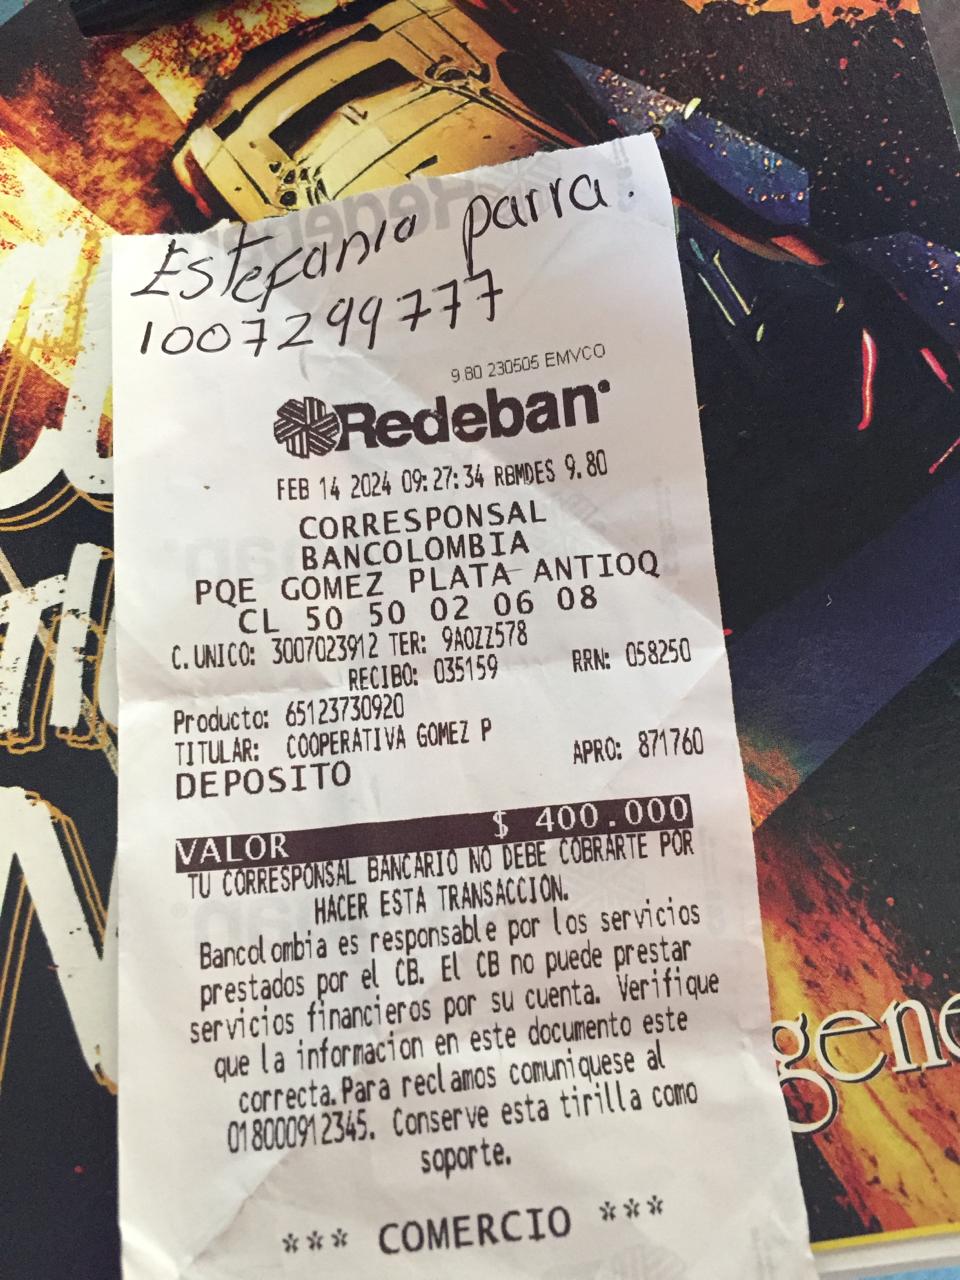 Estefania parra.
1007299777
9.80 230505 EMVCO
Redeban
FEB 14 2024 09:27:34 RBMDES 9.80
CORRESPONSAL
BANCOLOMBIA
PQE GOMEZ PLATA ANTIOQ
CL 50 50 02 06 08
C.UNICO: 3007023912 TER: 9AOZZ578
RECIBO: 035159 RRN: 058250
Producto: 65123730920
TITULAR: COOPERATIVA GOMEZ P
DEPOSITO APRO: 871760
VALOR $ 400.000
TU CORRESPONSAL BANCARIO NO DEBE COBRARTE POR
HACER ESTA TRANSACCION.
Bancolombia es responsable por los servicios
prestados por el CB. El CB no puede prestar
servicios financieros por su cuenta. Verifique
que la informacion en este documento este
correcta.Para reclamos comuniquese al
018000912345. Conserve esta tirilla como
soporte.
*** COMERCIO ***